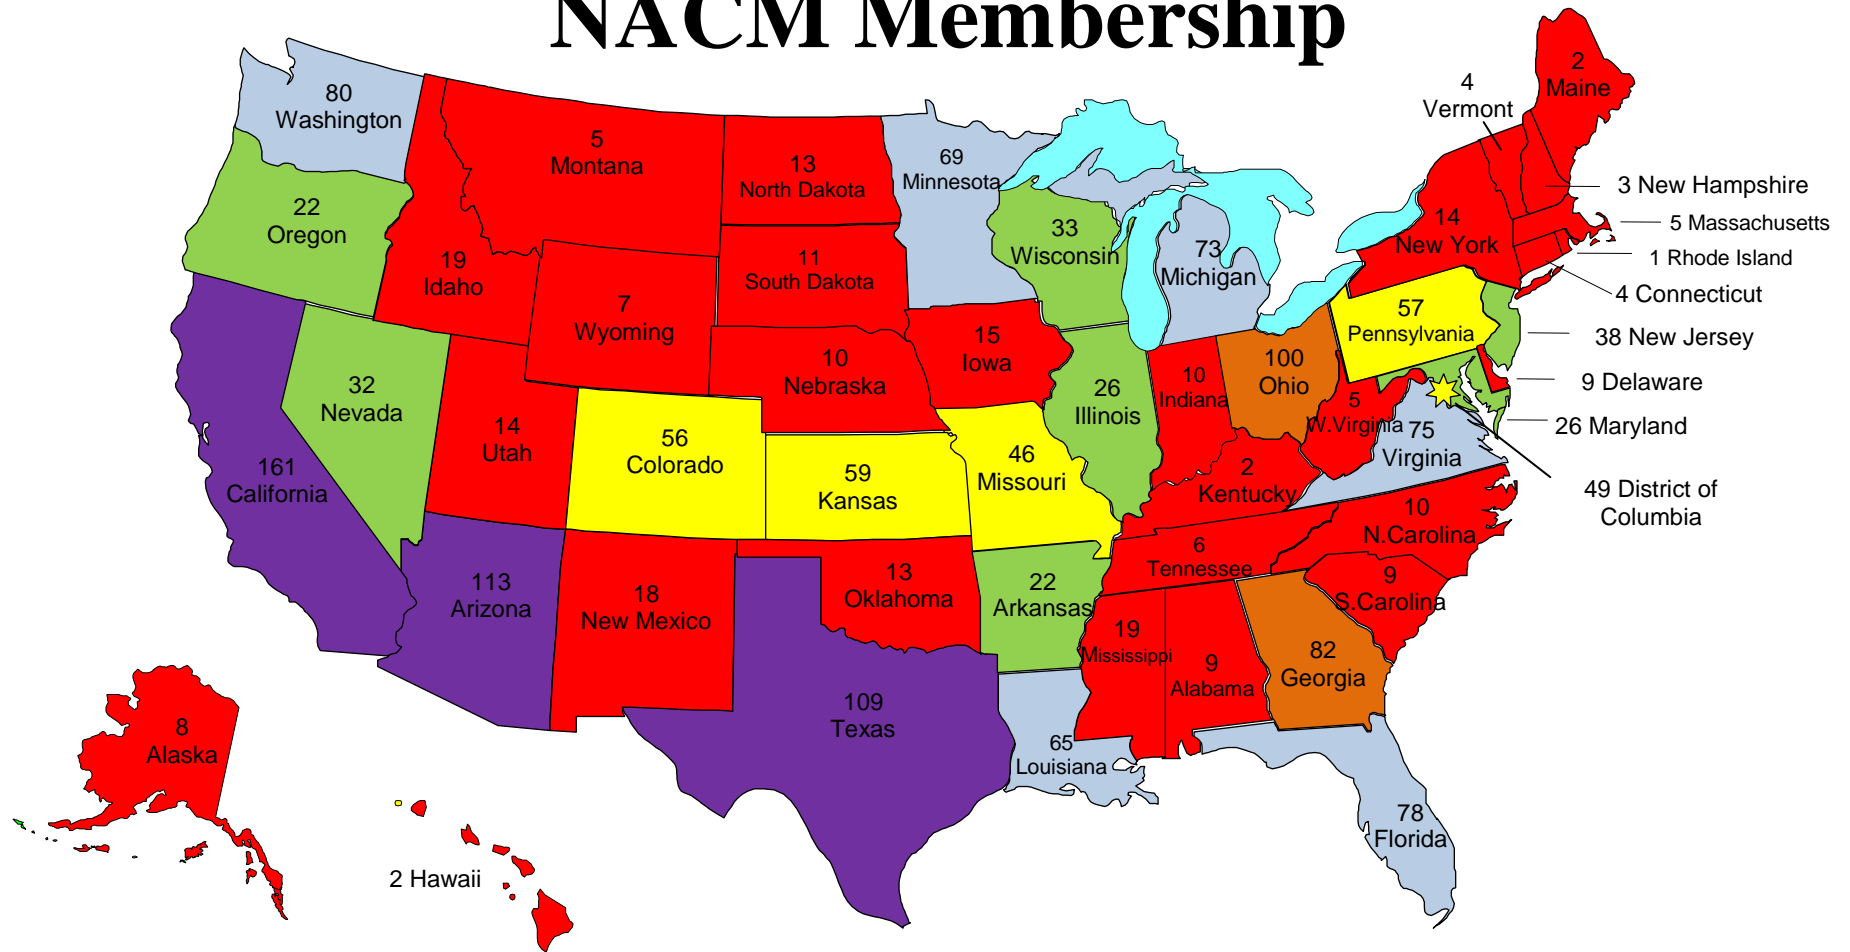 NACM Membership
80
Washington
5
Montana
13
North Dakota
69
Minnesota
4
Vermont
2
Maine
22
Oregon
19
Idaho
7
Wyoming
11
South Dakota
33
Wisconsin
73
Michigan
14
New York
3 New Hampshire
5 Massachusetts
1 Rhode Island
4 Connecticut
38 New Jersey
9 Delaware
26 Maryland
49 District of
Columbia
57
Pennsylvania
32
Nevada
14
Utah
56
Colorado
10
Nebraska
15
Iowa
26
Illinois
10
Indiana
100
Ohio
5
W.Virginia
75
Virginia
161
California
59
Kansas
46
Missouri
2
Kentucky
10
N.Carolina
113
Arizona
18
New Mexico
13
Oklahoma
22
Arkansas
6
Tennessee
9
S.Carolina
109
Texas
19
Mississippi
9
Alabama
82
Georgia
65
Louisiana
78
Florida
8
Alaska
2 Hawaii